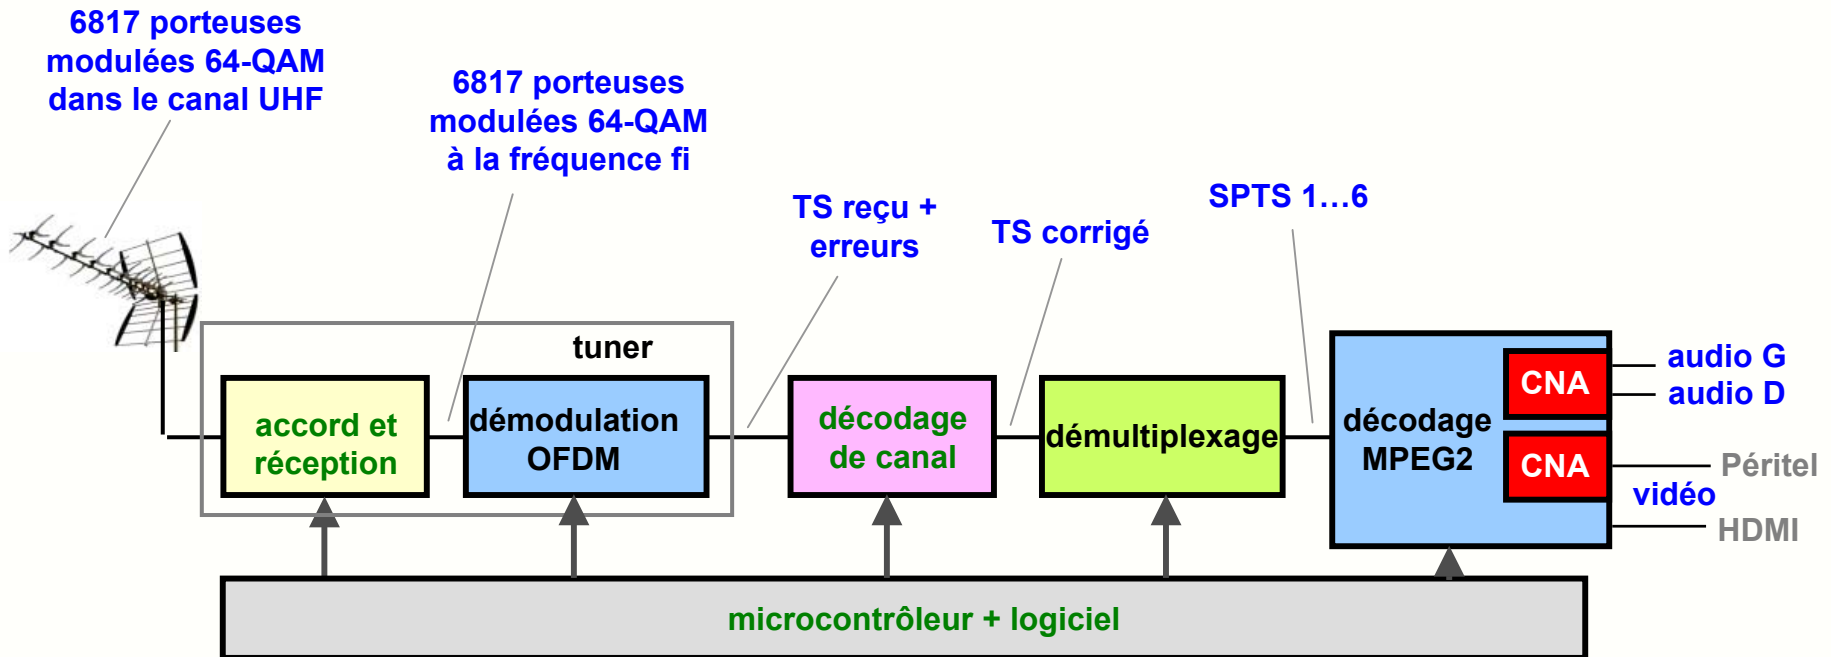 6817 porteuses
modulées 64-QAM
dans le canal UHF
6817 porteuses
modulées 64-QAM
à la fréquence fi
TS reçu +
erreurs
TS corrigé
SPTS 1…6
tuner
accord et
réception
démodulation
OFDM
décodage
de canal
démultiplexage
décodage
MPEG2
CNA
CNA
audio G
audio D
Péritel
vidéo
HDMI
microcontrôleur + logiciel